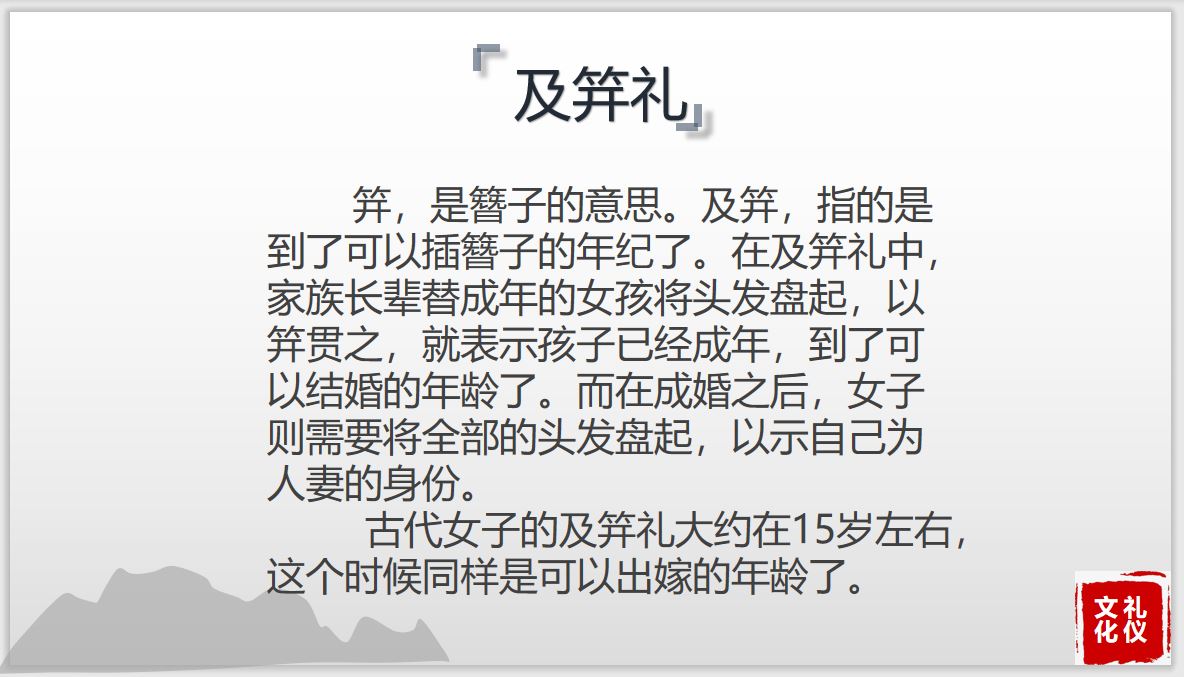 及笄礼
笄，是簪子的意思。及笄，指的是
到了可以插簪子的年纪了。在及笄礼中，
家族长辈替成年的女孩将头发盘起，以
笄贯之，就表示孩子已经成年，到了可
以结婚的年龄了。而在成婚之后，女子
则需要将全部的头发盘起，以示自己为
人妻的身份。
古代女子的及笄礼大约在15岁左右，
这个时候同样是可以出嫁的年龄了。
文礼
化仪